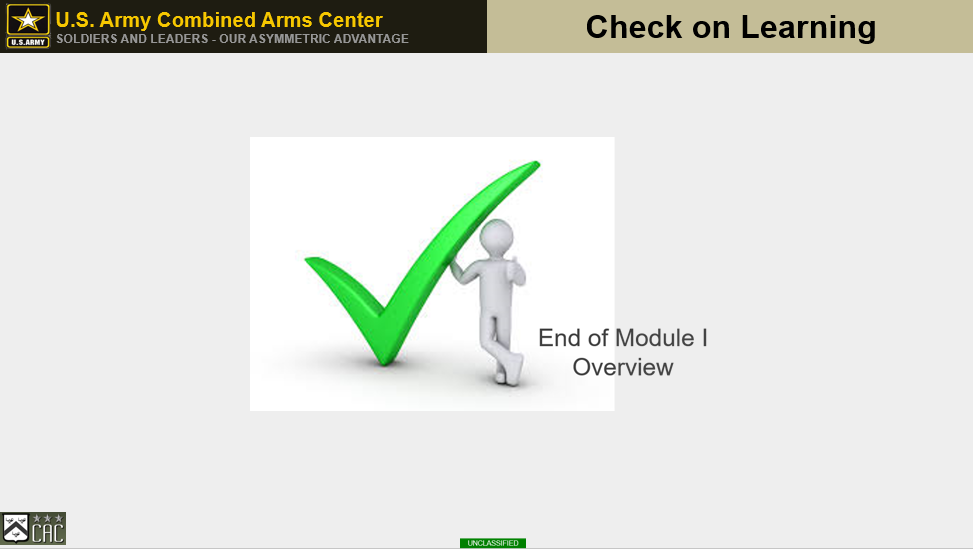 U.S. Army Combined Arms Center
SOLDIERS AND LEADERS - OUR ASYMMETRIC ADVANTAGE
U.S.ARMY
Check on Learning
End of Module I
Overview
CAC
UNCLASSIFIED